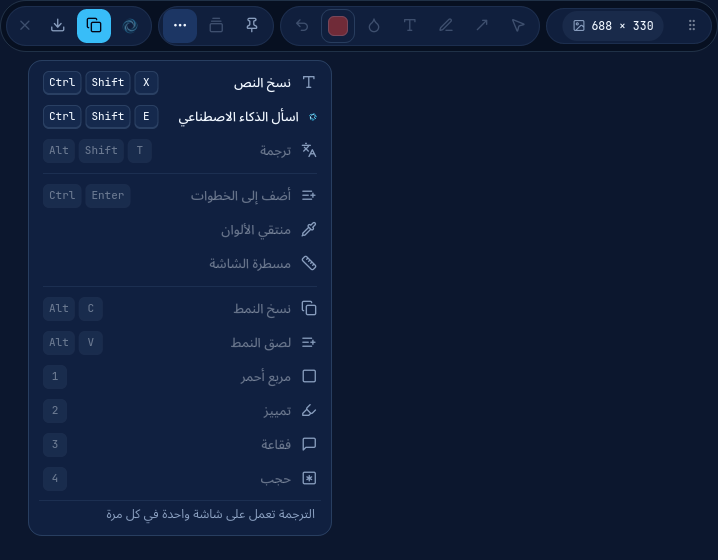 688 × 330
نسخ النص Ctrl Shift X
اسأل الذكاء الاصطناعي Ctrl Shift E
ترجمة Alt Shift T
أضف إلى الخطوات Ctrl Enter
منتقي الألوان
مسطرة الشاشة
نسخ النمط Alt C
لصق النمط Alt V
مربع أحمر 1
تمييز 2
فقاعة 3
حجب 4
الترجمة تعمل على شاشة واحدة في كل مرة